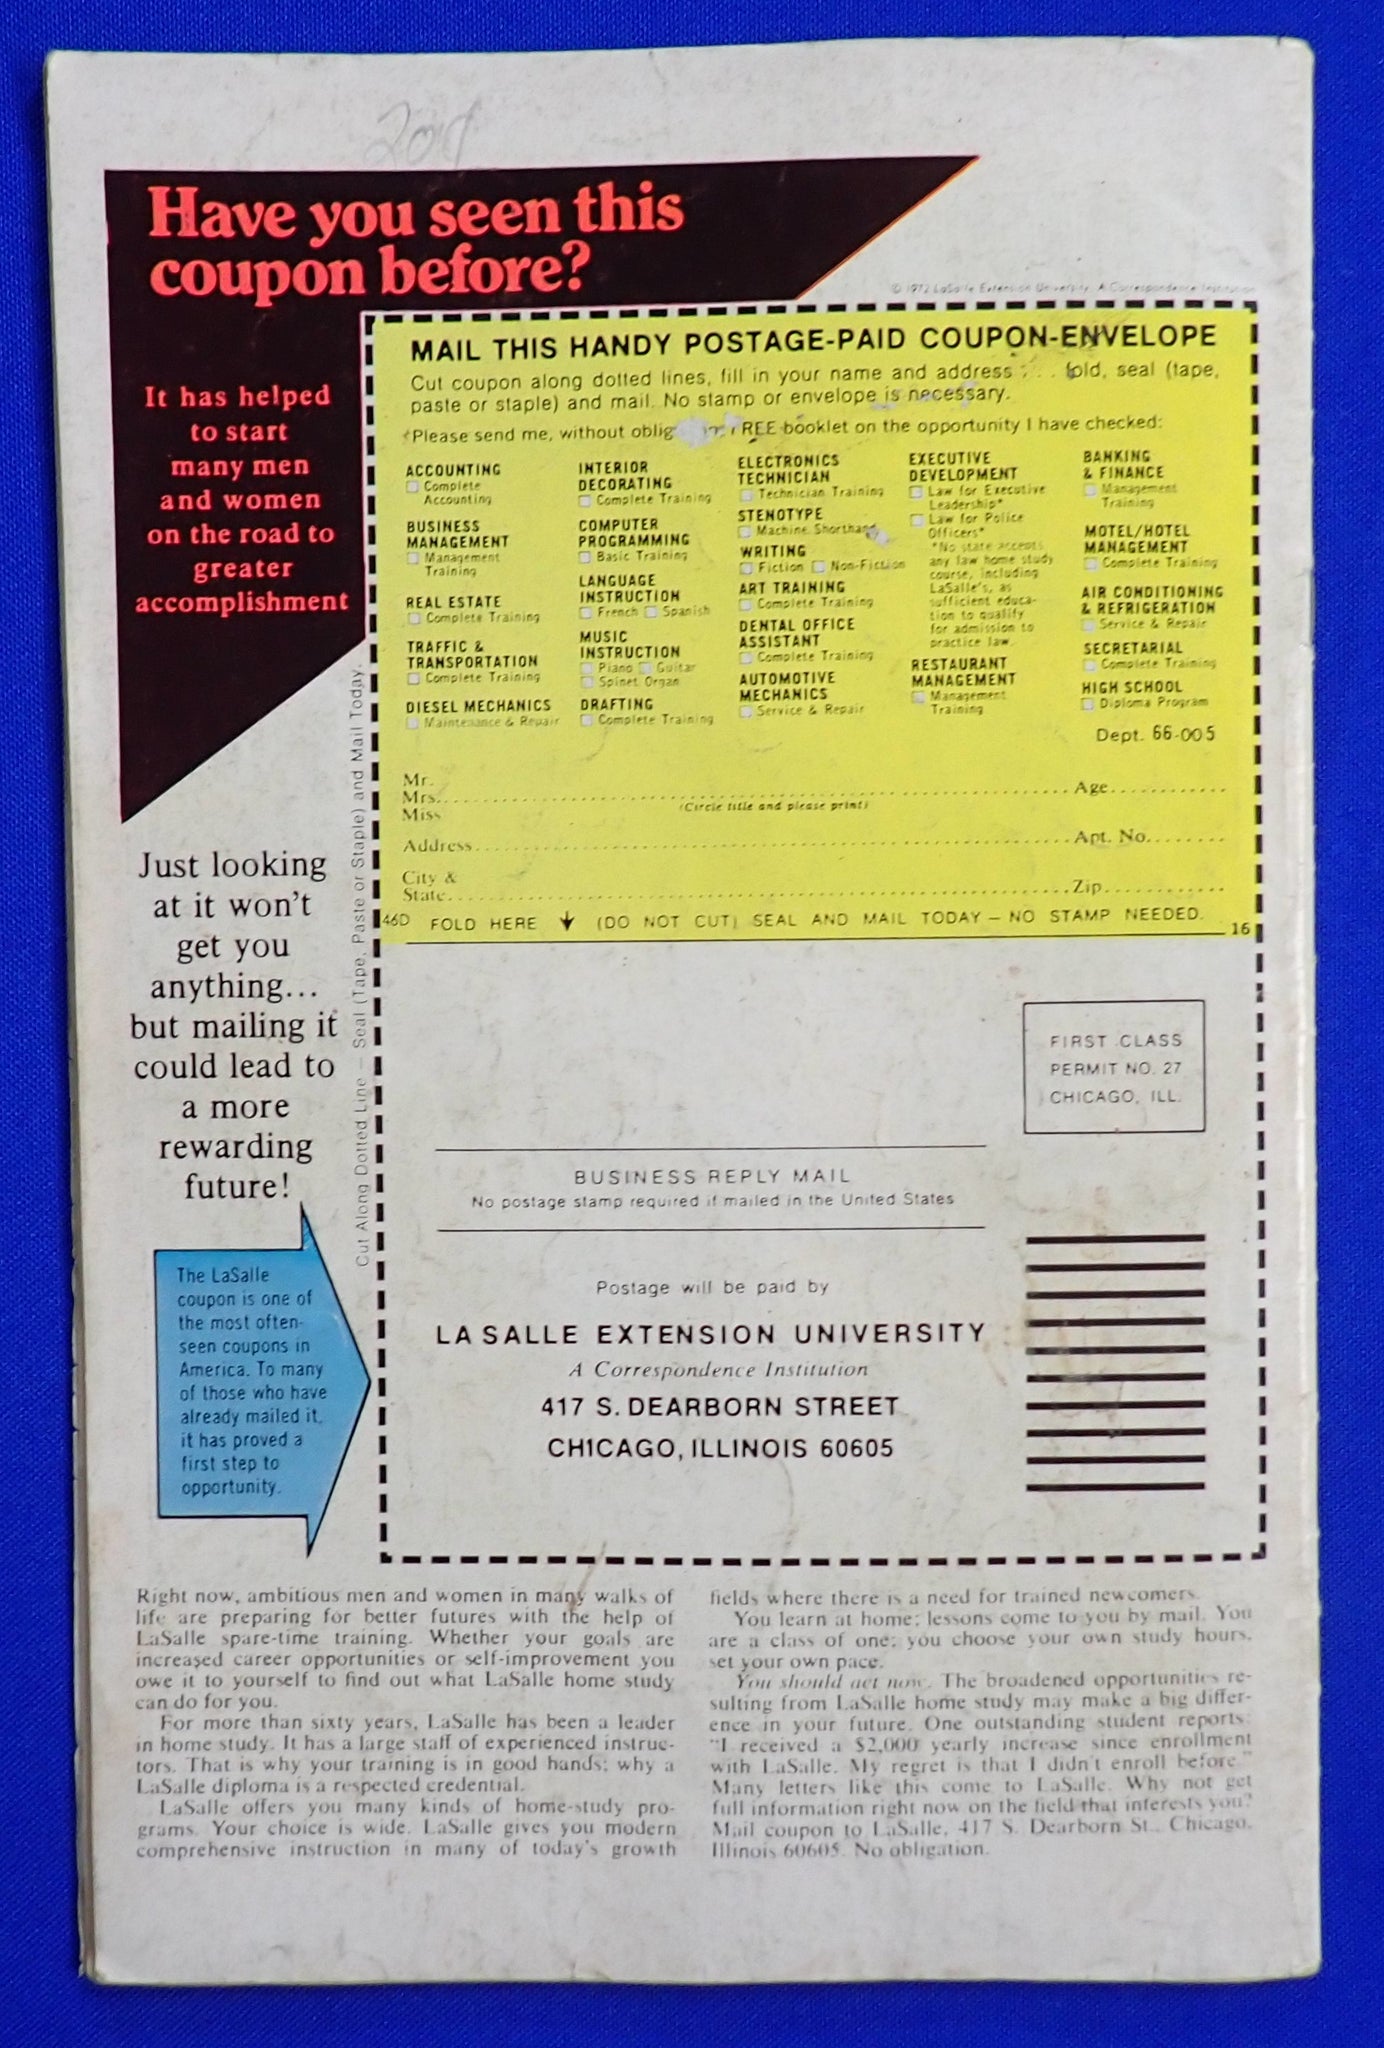 Have you seen this
coupon before?
It has helped
to start
many men
and women
on the road to
greater
accomplishment
© 1972 LaSalle Extension University, A Correspondence Institution
MAIL THIS HANDY POSTAGE-PAID COUPON-ENVELOPE
Cut coupon along dotted lines, fill in your name and address . . . fold, seal (tape,
paste or staple) and mail. No stamp or envelope is necessary.
Please send me, without oblig REE booklet on the opportunity I have checked:
ACCOUNTING
Complete
Accounting
BUSINESS
MANAGEMENT
Management
Training
REAL ESTATE
Complete Training
TRAFFIC &
TRANSPORTATION
Complete Training
DIESEL MECHANICS
Maintenance & Repair
INTERIOR
DECORATING
Complete Training
COMPUTER
PROGRAMMING
Basic Training
LANGUAGE
INSTRUCTION
French Spanish
MUSIC
INSTRUCTION
Piano Guitar
Spinet Organ
DRAFTING
Complete Training
ELECTRONICS
TECHNICIAN
Technician Training
STENOTYPE
Machine Shorthand
WRITING
Fiction Non-Fiction
ART TRAINING
Complete Training
DENTAL OFFICE
ASSISTANT
Complete Training
AUTOMOTIVE
MECHANICS
Service & Repair
EXECUTIVE
DEVELOPMENT
Law for Executive
Leadership*
Law for Police
Officers*
*No state accepts
any law home study
course, including
LaSalle's, as
sufficient educa-
tion to qualify
for admission to
practice law.
RESTAURANT
MANAGEMENT
Management
Training
BANKING
& FINANCE
Management
Training
MOTEL/HOTEL
MANAGEMENT
Complete Training
AIR CONDITIONING
& REFRIGERATION
Service & Repair
SECRETARIAL
Complete Training
HIGH SCHOOL
Diploma Program
Dept. 66-005
Mr.
Mrs. Age
Miss
(Circle title and please print)
Address Apt. No.
City &
State Zip
46D FOLD HERE (DO NOT CUT) SEAL AND MAIL TODAY – NO STAMP NEEDED. 16
Cut Along Dotted Line – Seal (Tape, Paste or Staple) and Mail Today.
Just looking
at it won't
get you
anything...
but mailing it
could lead to
a more
rewarding
future!
The LaSalle
coupon is one of
the most often-
seen coupons in
America. To many
of those who have
already mailed it,
it has proved a
first step to
opportunity.
FIRST CLASS
PERMIT NO. 27
CHICAGO, ILL.
BUSINESS REPLY MAIL
No postage stamp required if mailed in the United States
Postage will be paid by
LA SALLE EXTENSION UNIVERSITY
A Correspondence Institution
417 S. DEARBORN STREET
CHICAGO, ILLINOIS 60605
Right now, ambitious men and women in many walks of
life are preparing for better futures with the help of
LaSalle spare-time training. Whether your goals are
increased career opportunities or self-improvement you
owe it to yourself to find out what LaSalle home study
can do for you.
For more than sixty years, LaSalle has been a leader
in home study. It has a large staff of experienced instruc-
tors. That is why your training is in good hands; why a
LaSalle diploma is a respected credential.
LaSalle offers you many kinds of home-study pro-
grams. Your choice is wide. LaSalle gives you modern
comprehensive instruction in many of today's growth
fields where there is a need for trained newcomers.
You learn at home; lessons come to you by mail. You
are a class of one; you choose your own study hours,
set your own pace.
You should act now. The broadened opportunities re-
sulting from LaSalle home study may make a big differ-
ence in your future. One outstanding student reports:
"I received a $2,000 yearly increase since enrollment
with LaSalle. My regret is that I didn't enroll before."
Many letters like this come to LaSalle. Why not get
full information right now on the field that interests you?
Mail coupon to LaSalle, 417 S. Dearborn St., Chicago,
Illinois 60605. No obligation.